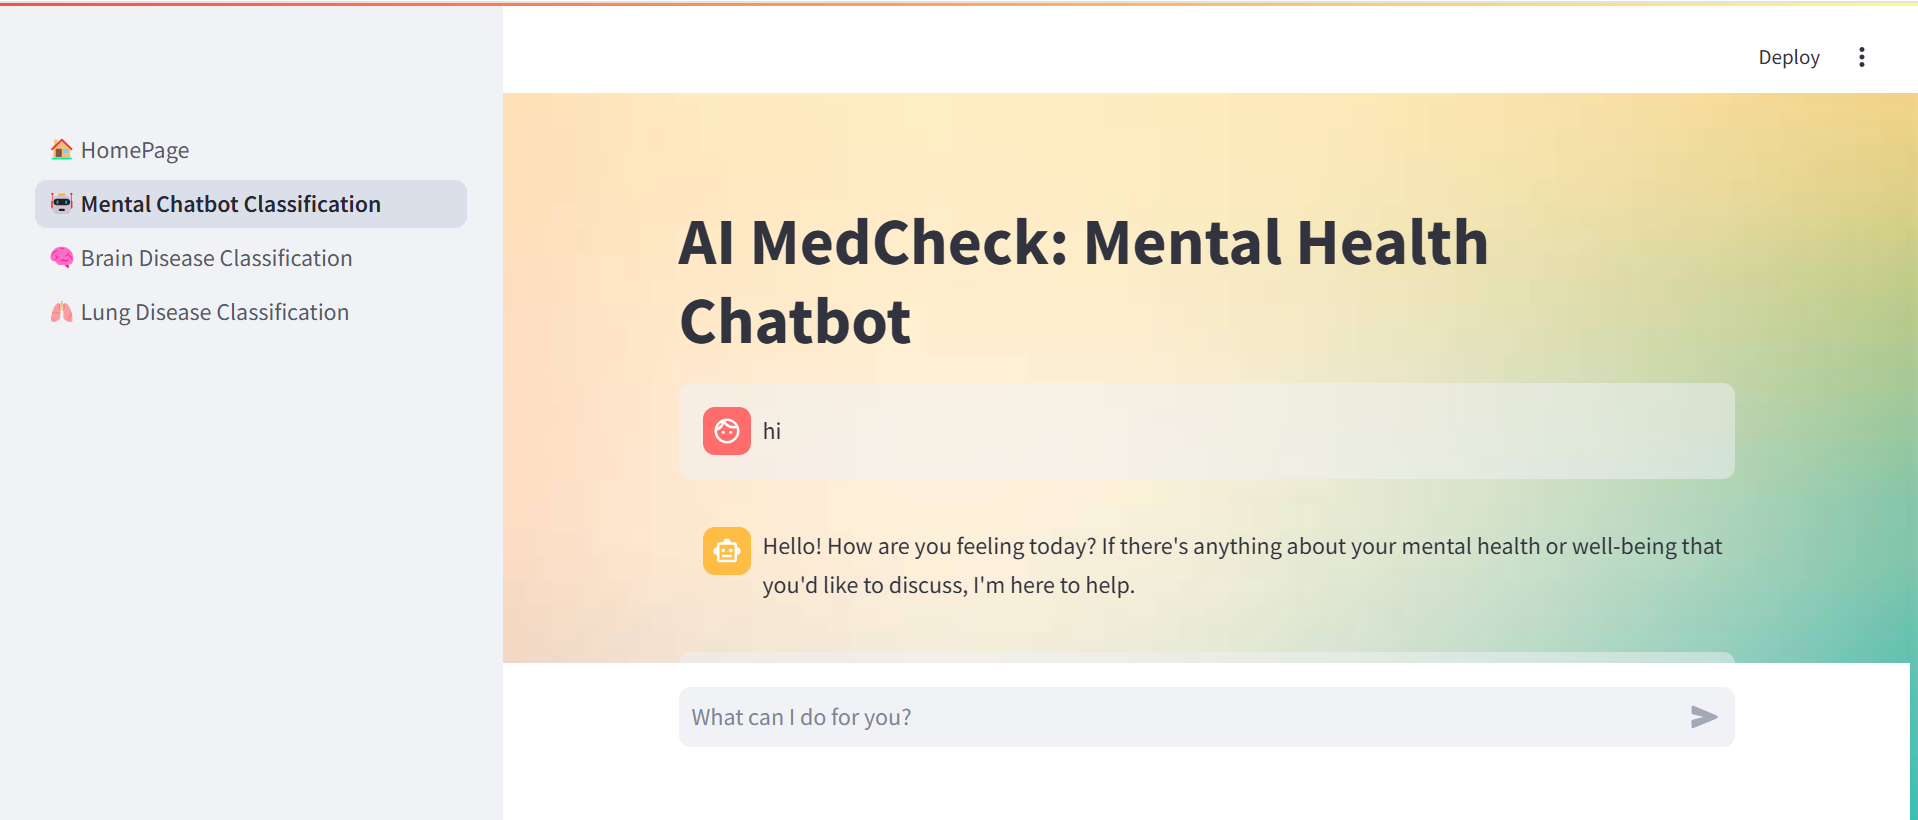 Deploy
HomePage
Mental Chatbot Classification
Brain Disease Classification
Lung Disease Classification
AI MedCheck: Mental Health
Chatbot
hi
Hello! How are you feeling today? If there's anything about your mental health or well-being that
you'd like to discuss, I'm here to help.
What can I do for you?